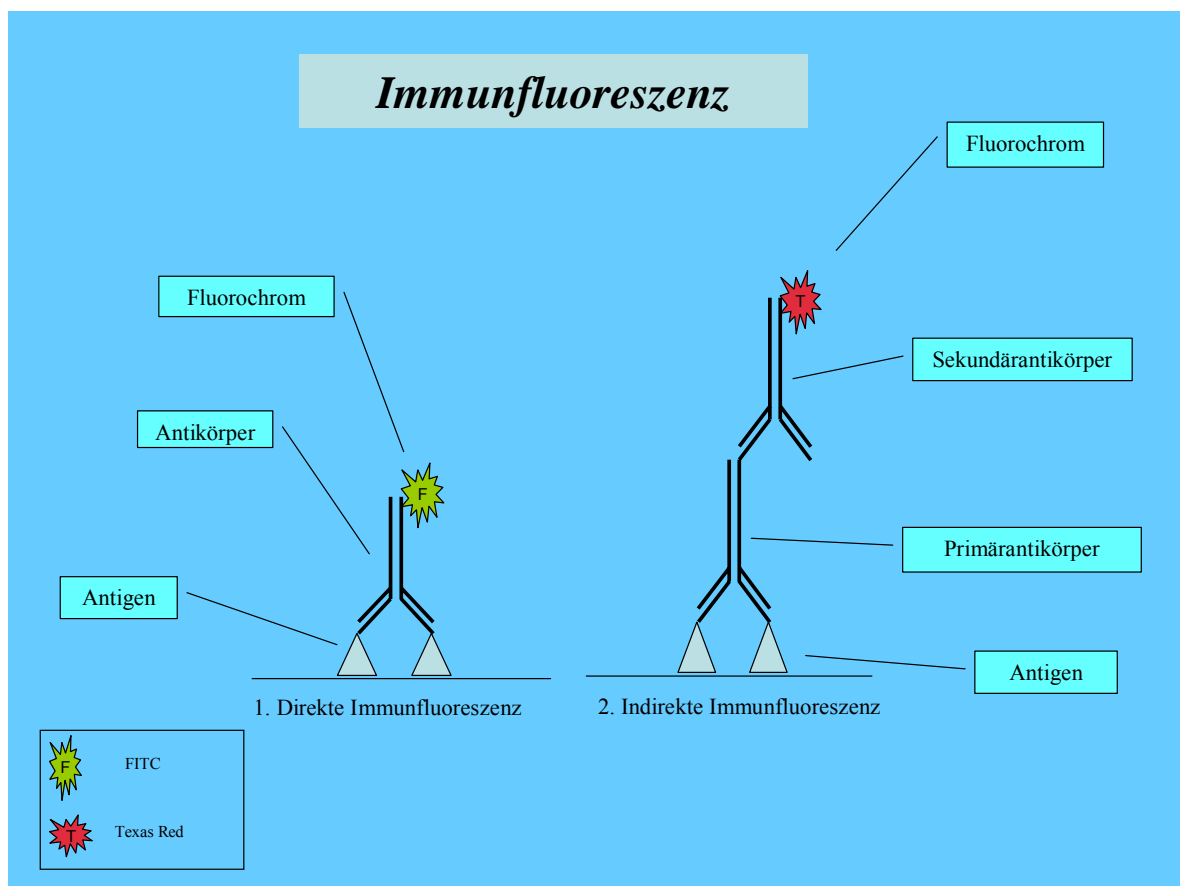 Immunfluoreszenz
Fluorochrom
Fluorochrom
T
Sekundärantikörper
Antikörper
F
Primärantikörper
Antigen
Antigen
1. Direkte Immunfluoreszenz
2. Indirekte Immunfluoreszenz
F
FITC
T
Texas Red